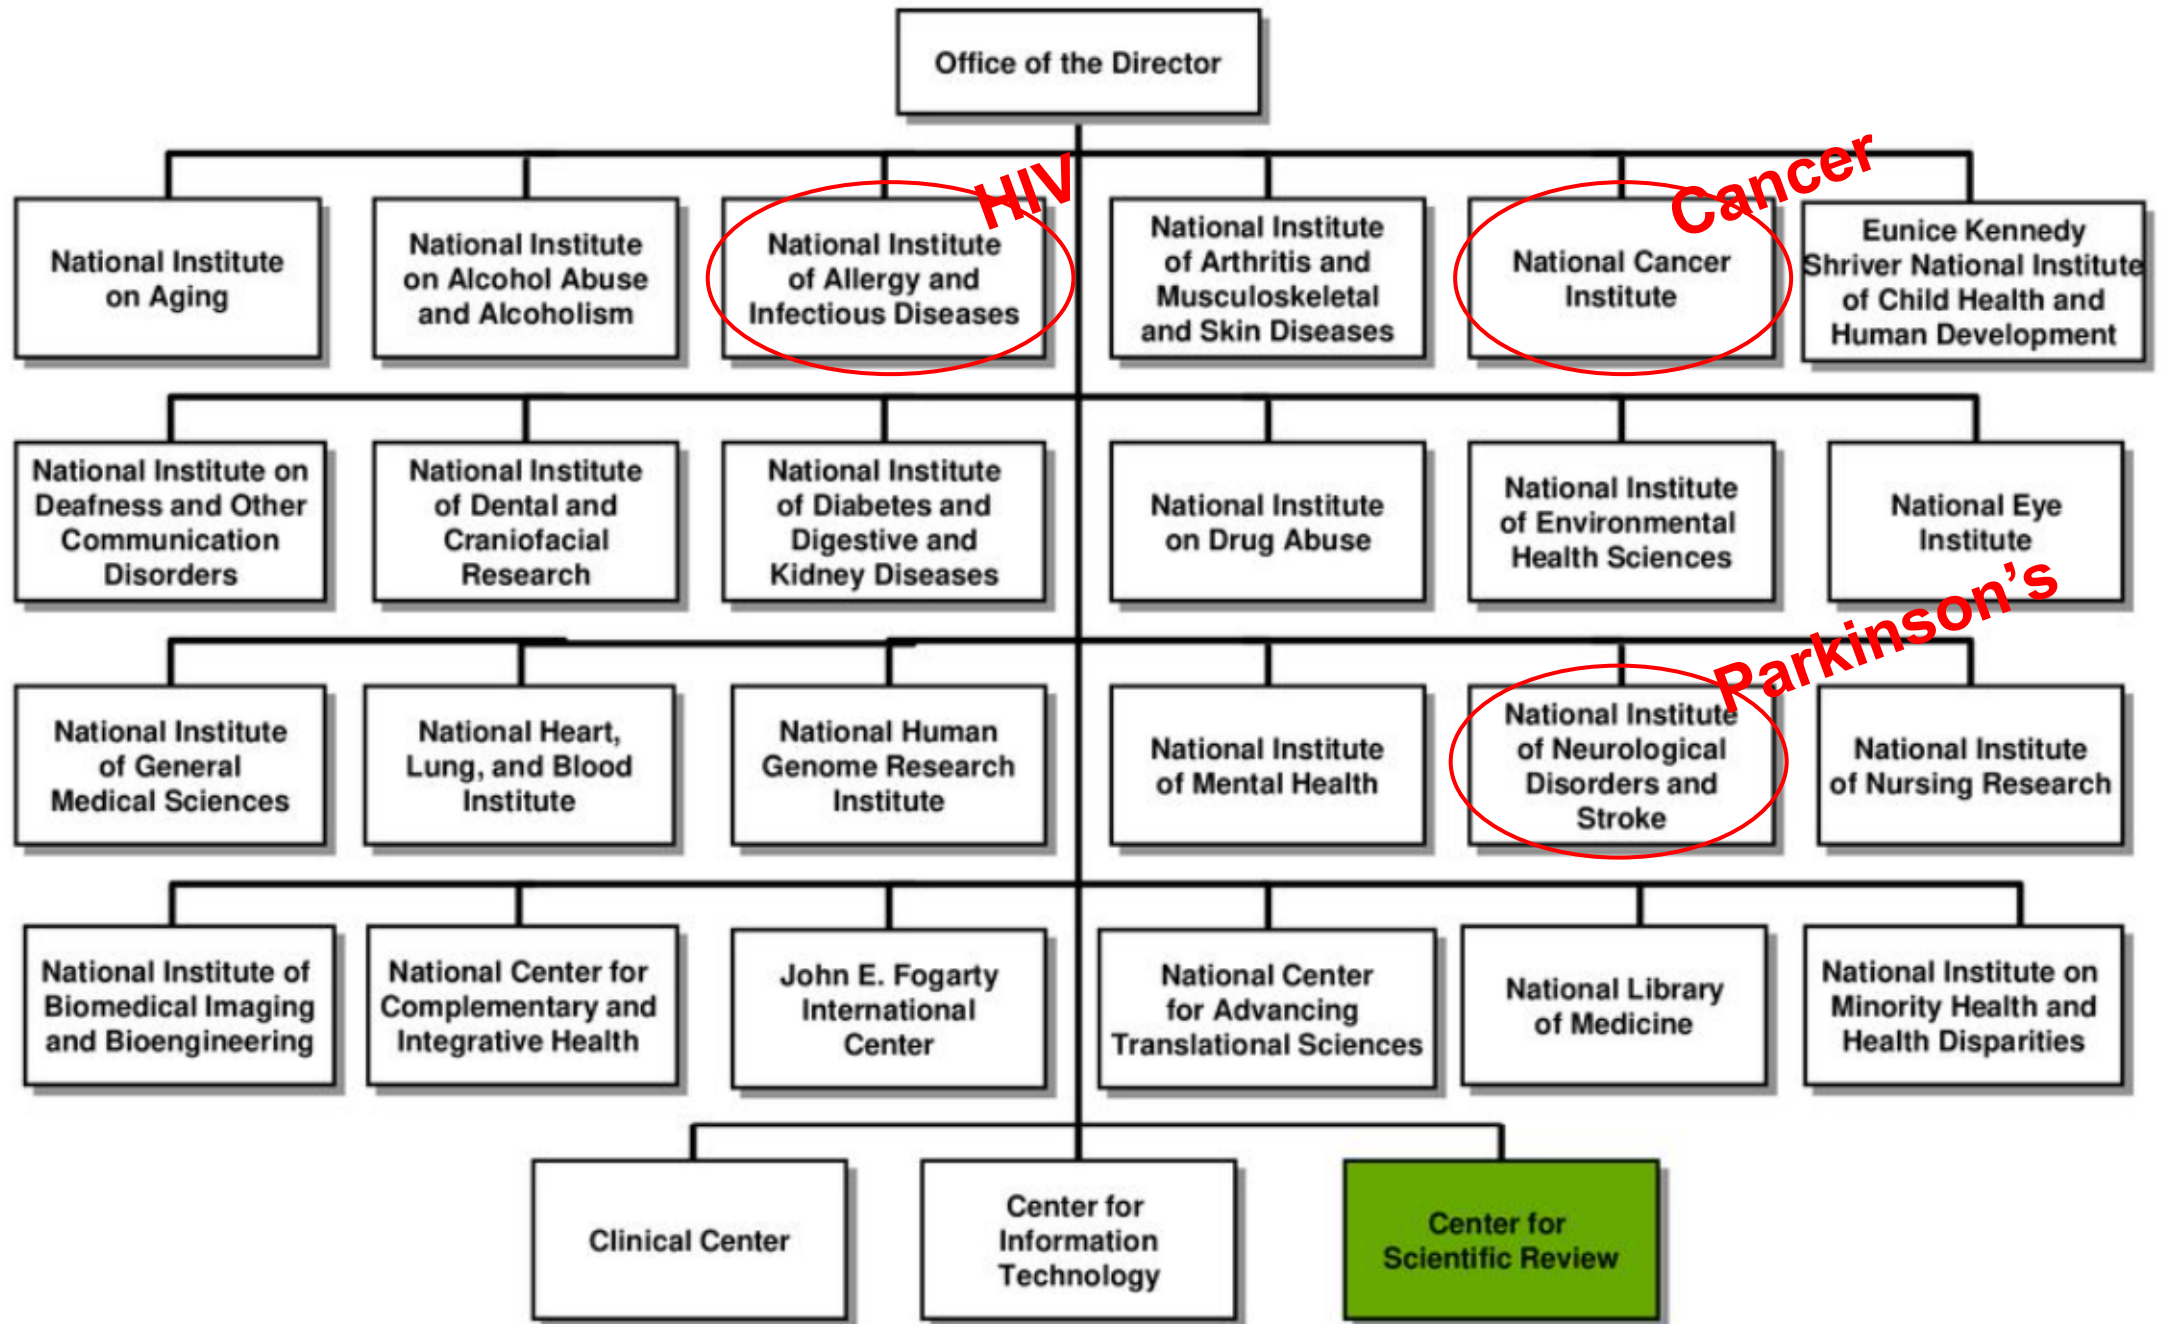 Office of the Director
HIV
Cancer
National Institute
on Aging
National Institute
on Alcohol Abuse
and Alcoholism
National Institute
of Allergy and
Infectious Diseases
National Institute
of Arthritis and
Musculoskeletal
and Skin Diseases
National Cancer
Institute
Eunice Kennedy
Shriver National Institute
of Child Health and
Human Development
National Institute on
Deafness and Other
Communication
Disorders
National Institute
of Dental and
Craniofacial
Research
National Institute
of Diabetes and
Digestive and
Kidney Diseases
National Institute
on Drug Abuse
National Institute
of Environmental
Health Sciences
National Eye
Institute
Parkinson’s
National Institute
of General
Medical Sciences
National Heart,
Lung, and Blood
Institute
National Human
Genome Research
Institute
National Institute
of Mental Health
National Institute
of Neurological
Disorders and
Stroke
National Institute
of Nursing Research
National Institute of
Biomedical Imaging
and Bioengineering
National Center for
Complementary and
Integrative Health
John E. Fogarty
International
Center
National Center
for Advancing
Translational Sciences
National Library
of Medicine
National Institute on
Minority Health and
Health Disparities
Clinical Center
Center for
Information
Technology
Center for
Scientific Review